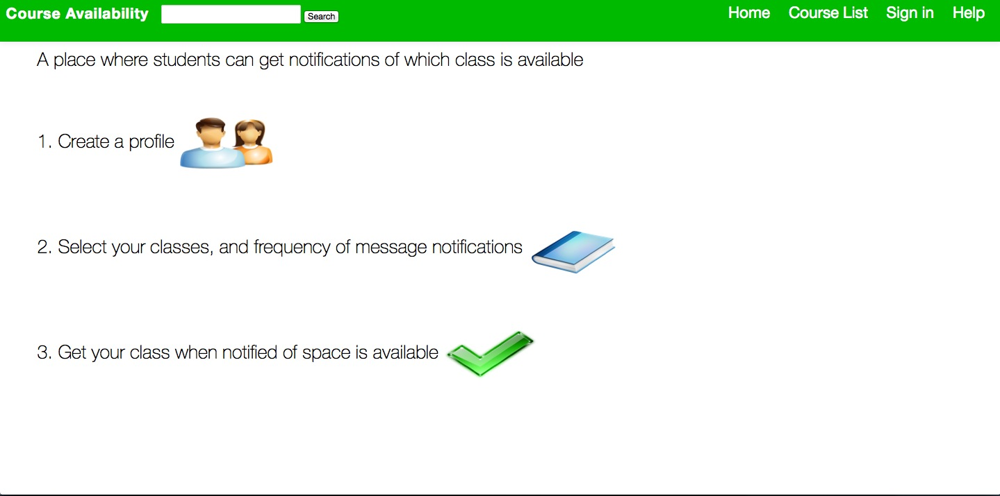 Course Availability Search Home Course List Sign in Help
A place where students can get notifications of which class is available
1. Create a profile
2. Select your classes, and frequency of message notifications
3. Get your class when notified of space is available